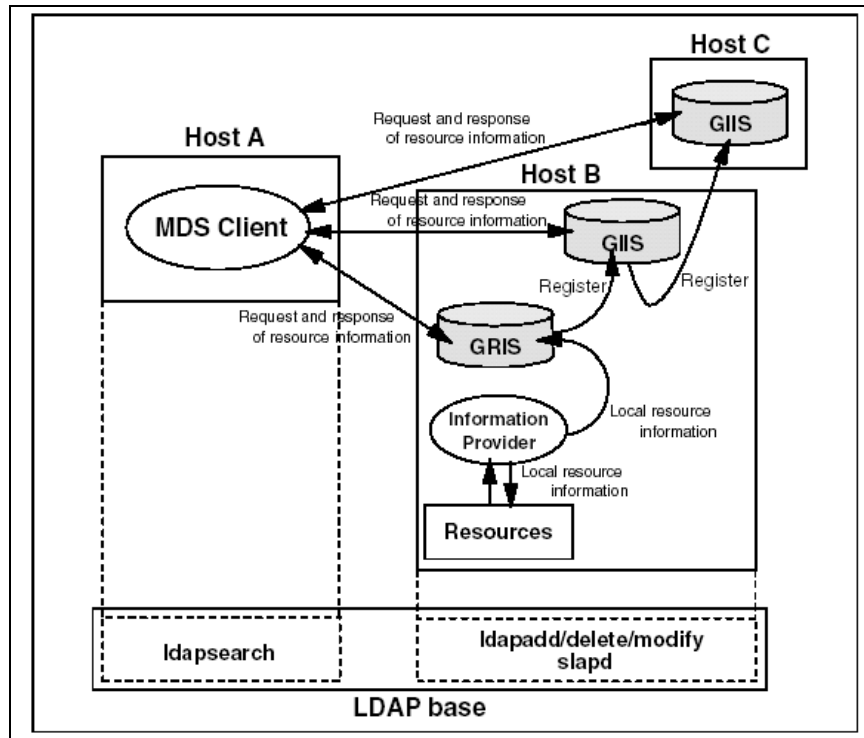 Host C
GIIS
Request and response
of resource information
Host A
MDS Client
Host B
Request and response
of resource information
GIIS
Register
Register
Request and response
of resource information
GRIS
Local resource
information
Information
Provider
Local resource
information
Resources
ldapsearch
ldapadd/delete/modify
slapd
LDAP base